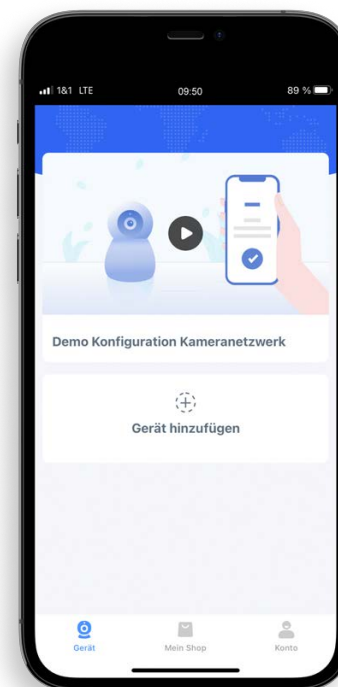 1&1 LTE 09:50 89 %
Demo Konfiguration Kameranetzwerk
Gerät hinzufügen
Gerät Mein Shop Konto